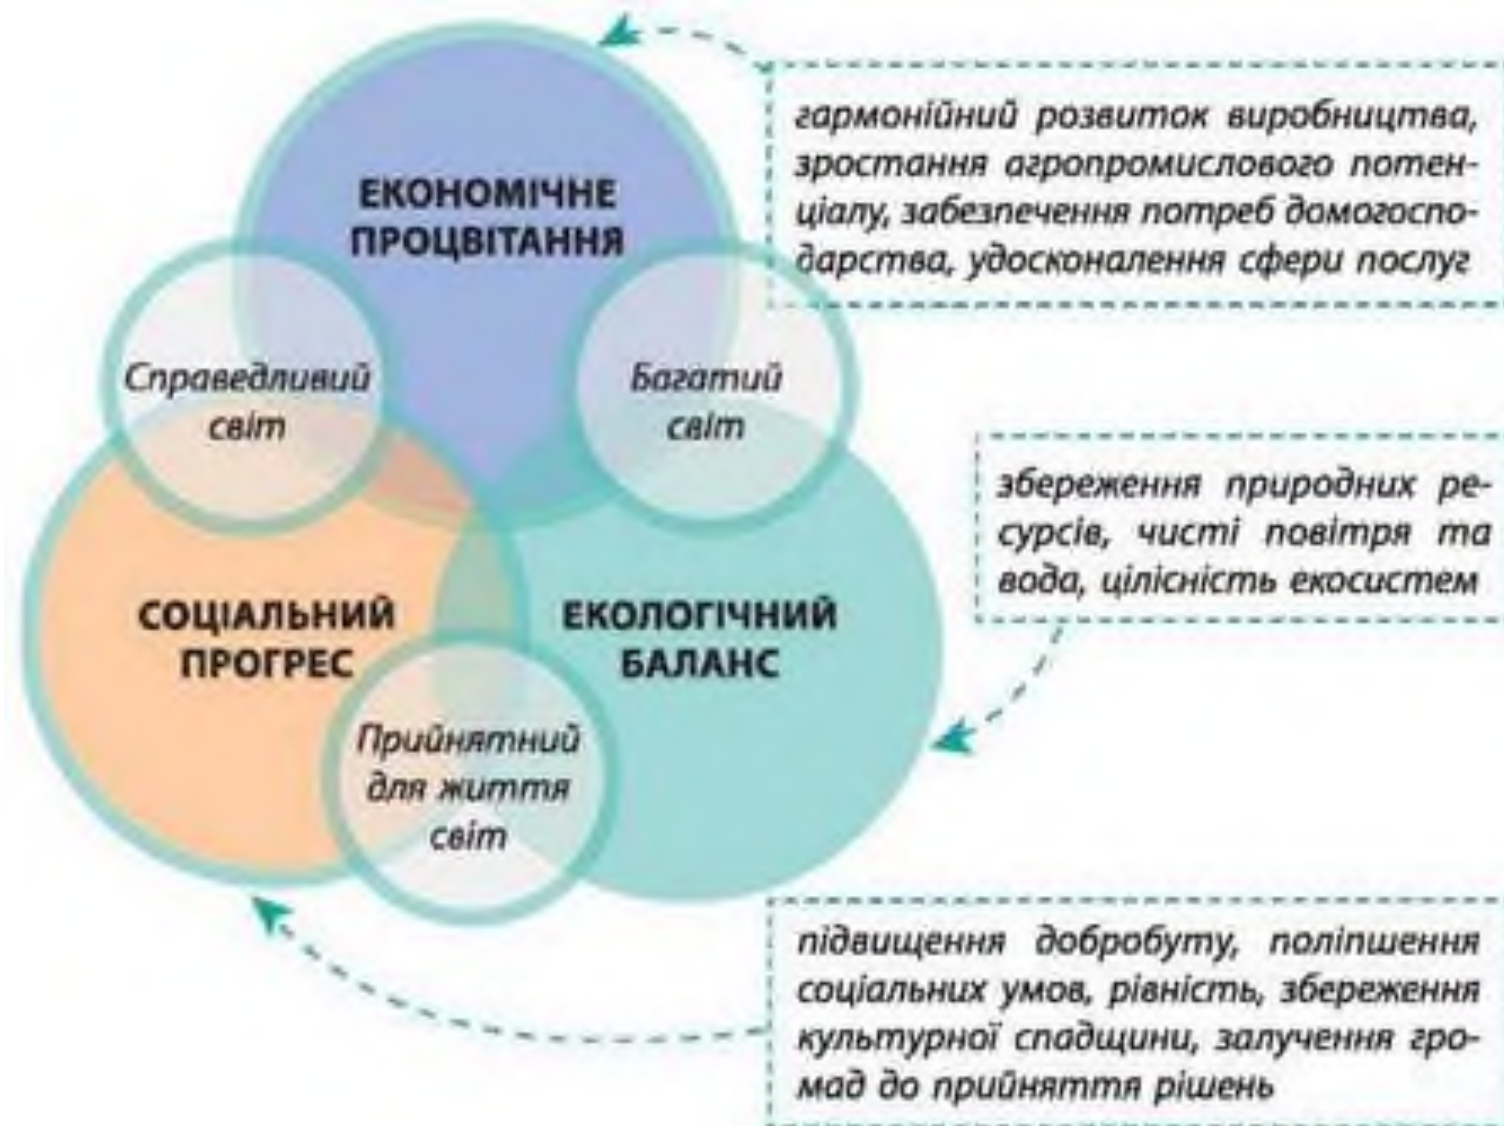 ЕКОНОМІЧНЕ
ПРОЦВІТАННЯ
гармонійний розвиток виробництва,
зростання агропромислового потен-
ціалу, забезпечення потреб домогоспо-
дарства, удосконалення сфери послуг
Справедливий
світ
Багатий
світ
збереження природних ре-
сурсів, чисті повітря та
вода, цілісність екосистем
СОЦІАЛЬНИЙ
ПРОГРЕС
ЕКОЛОГІЧНИЙ
БАЛАНС
Прийнятний
для життя
світ
підвищення добробуту, поліпшення
соціальних умов, рівність, збереження
культурної спадщини, залучення гро-
мад до прийняття рішень